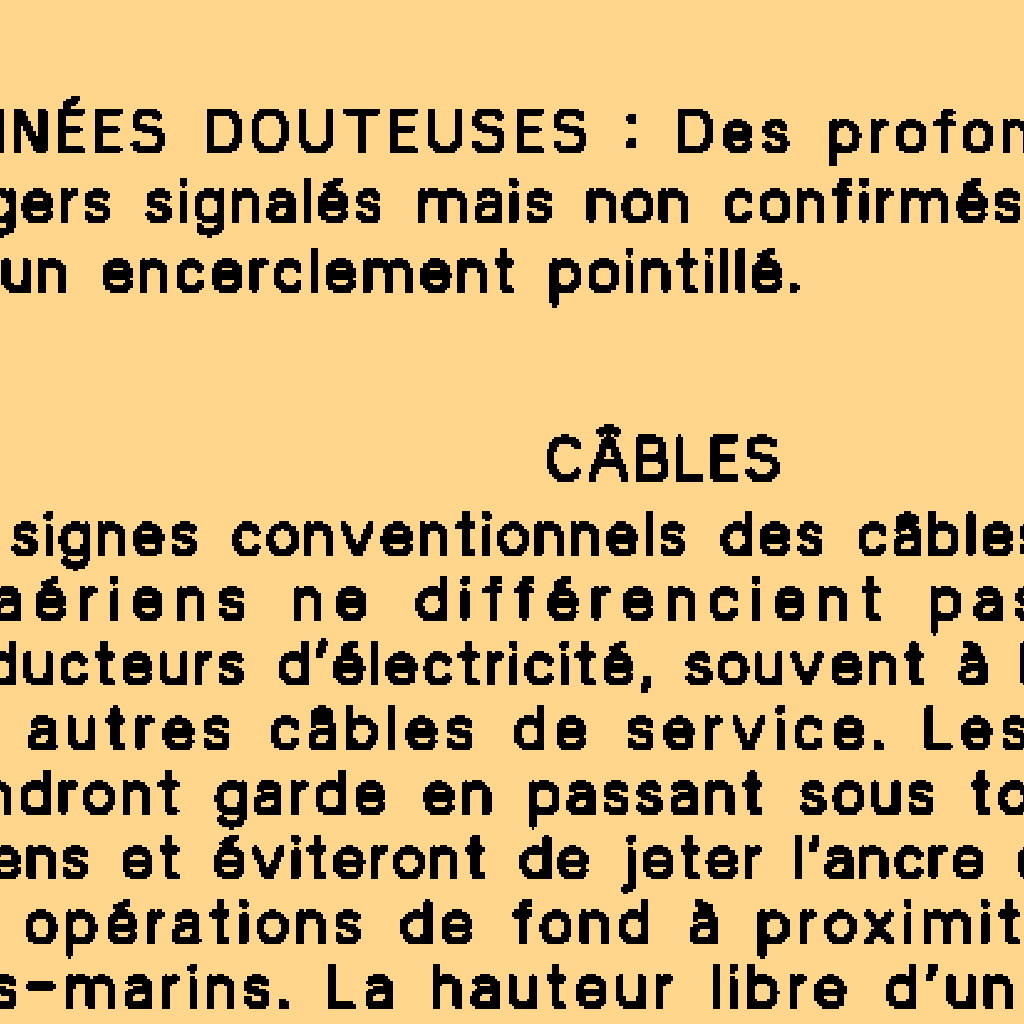 NNÉES DOUTEUSES : Des profon
gers signalés mais non confirmés
un encerclement pointillé.
CÂBLES
signes conventionnels des câbles
aériens ne différencient pas
ducteurs d'électricité, souvent à
autres câbles de service. Les
ndront garde en passant sous to
ens et éviteront de jeter l'ancre
opérations de fond à proximit
s-marins. La hauteur libre d'un